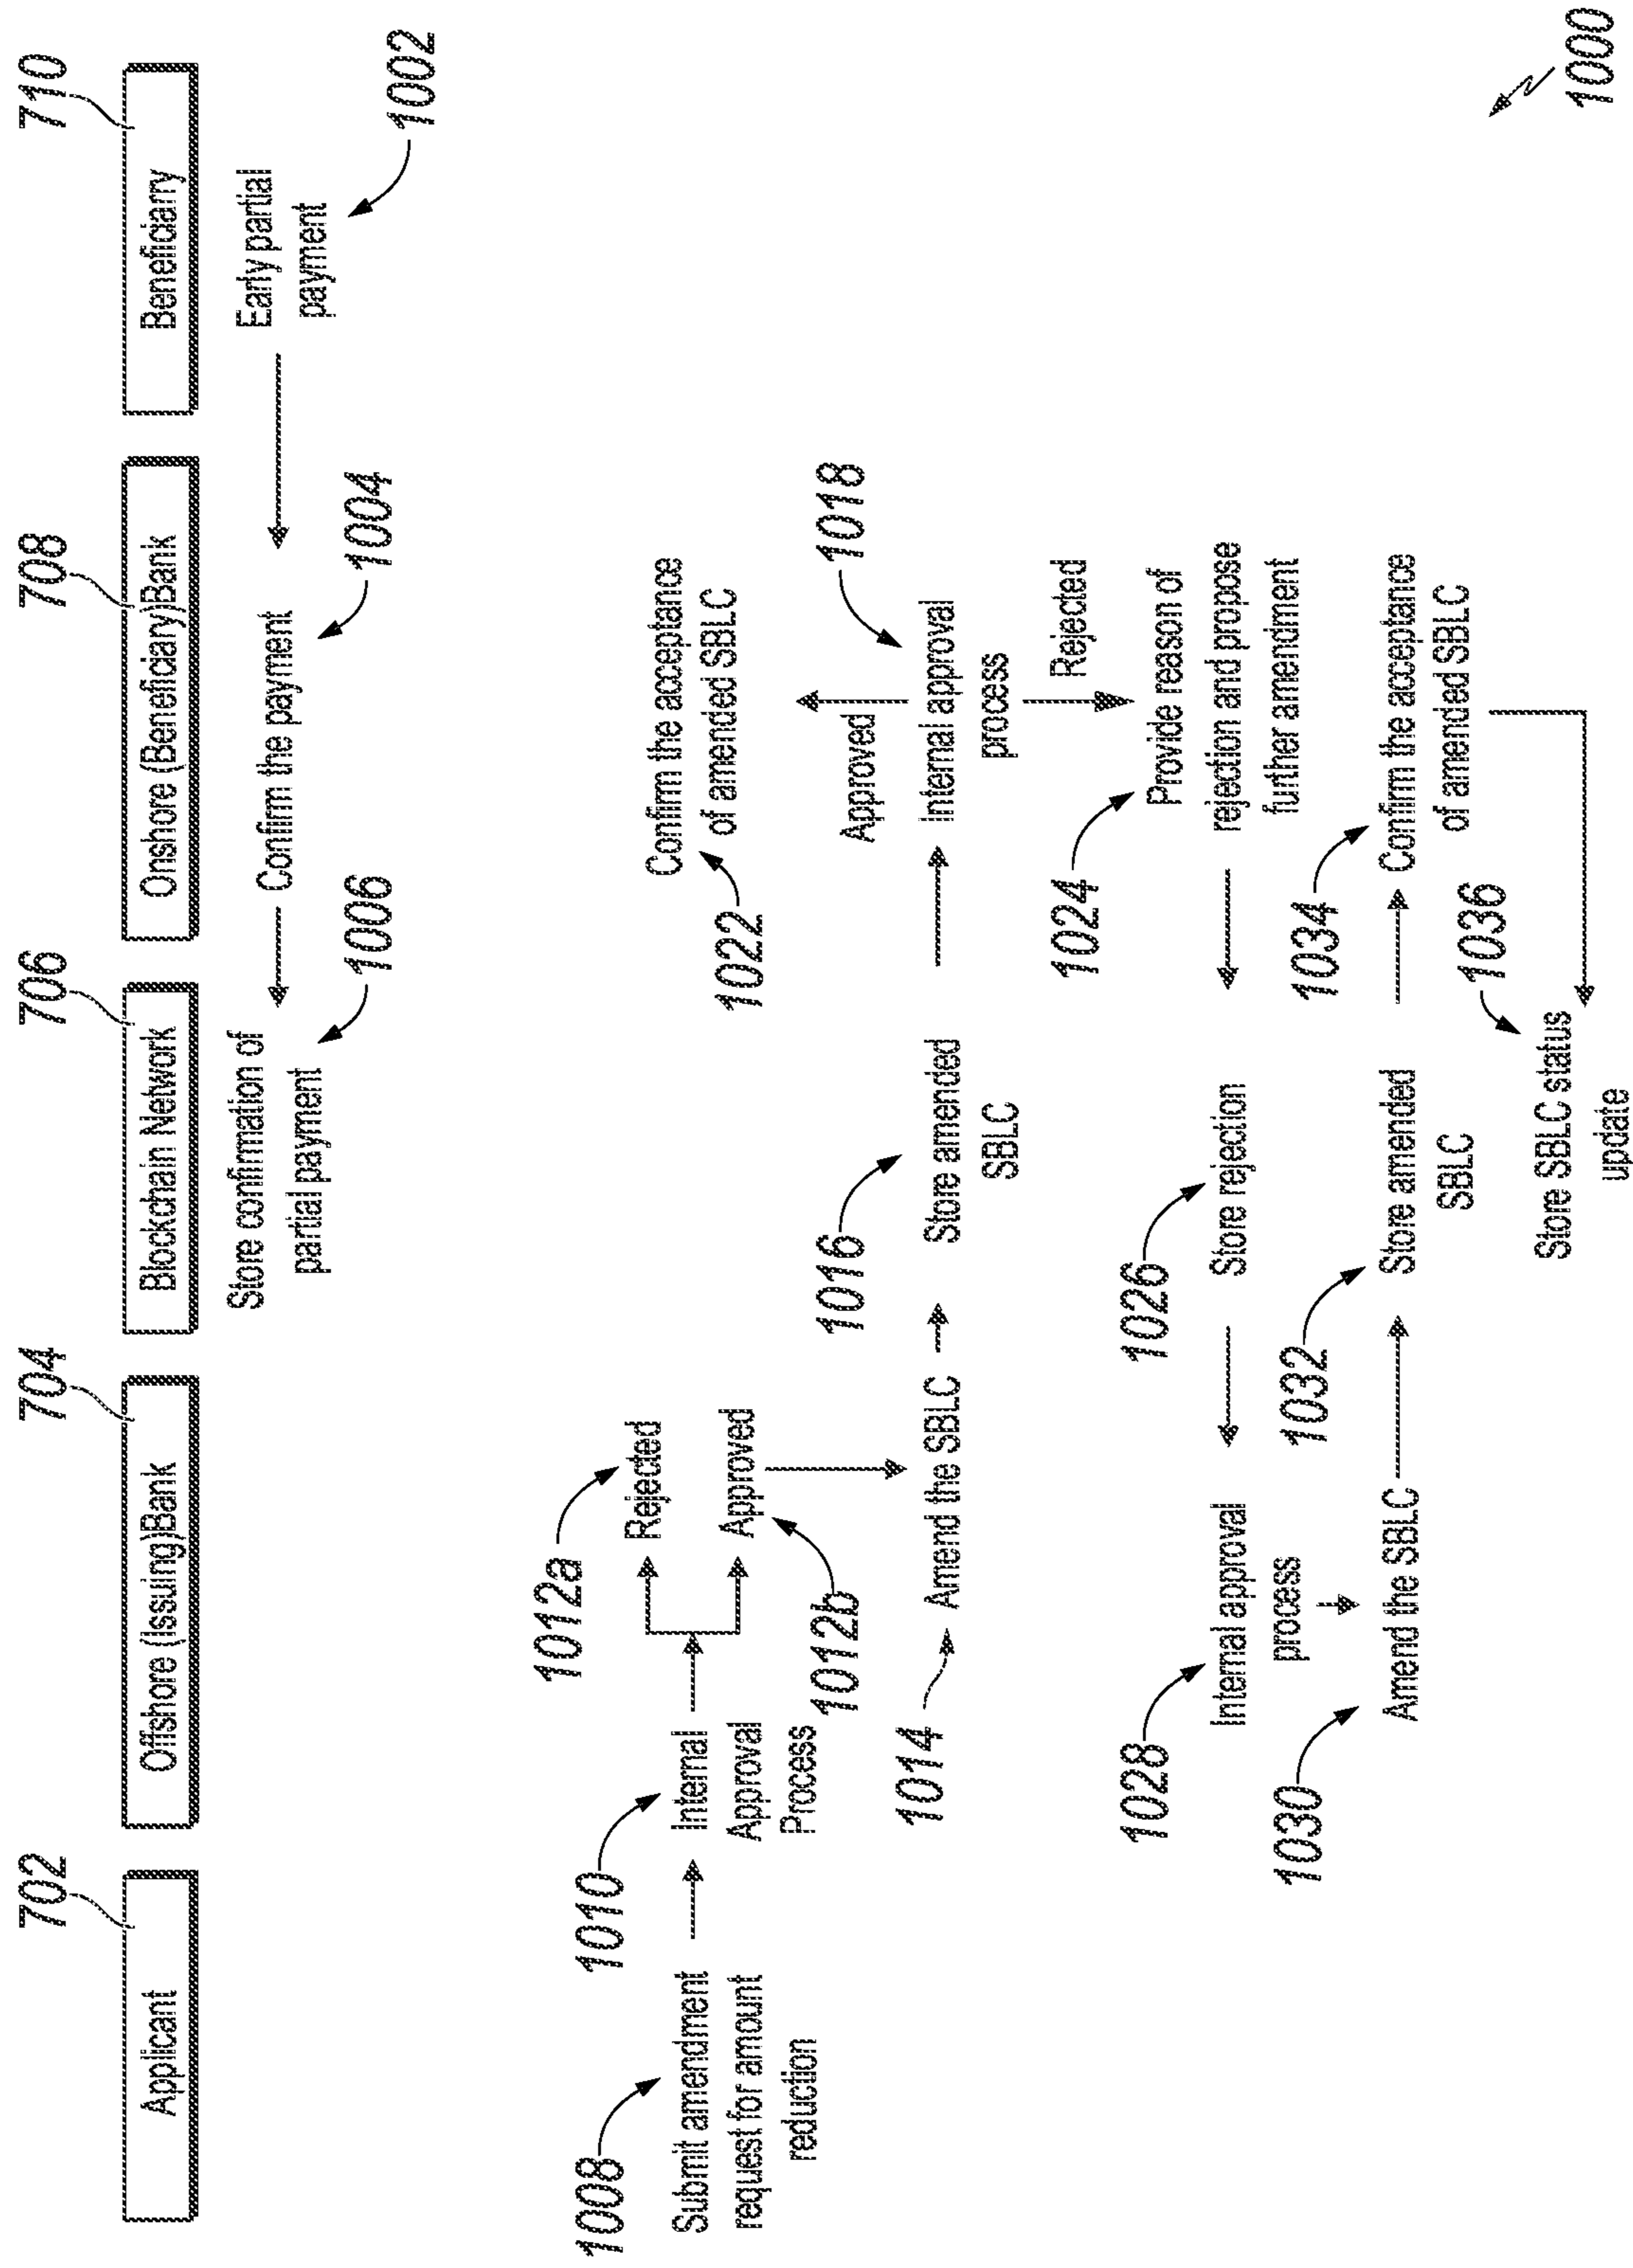 702
704
706
708
710
Applicant
Offshore (Issuing)Bank
Blockchain Network
Onshore (Beneficiary)Bank
Beneficiarry
Store confirmation of
partial payment
1006
Confirm the payment
1004
Early partial
payment
1002
1008
Submit amendment
request for amount
reduction
1010
Internal
Approval
Process
1012a
Rejected
Approved
1012b
1014
Amend the SBLC
1016
Store amended
SBLC
Confirm the acceptance
of amended SBLC
1022
Approved
1018
Internal approval
process
Rejected
1024
Provide reason of
rejection and propose
further amendment
1026
Store rejection
1028
Internal approval
process
1030
Amend the SBLC
1032
Store amended
SBLC
1034
Confirm the acceptance
of amended SBLC
1036
Store SBLC status
update
1000